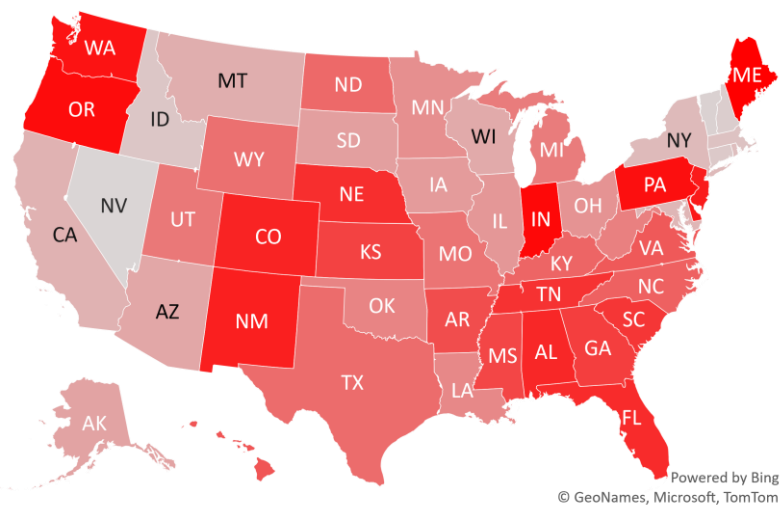 WA
OR
ID
MT
ND
MN
ME
SD
WI
NY
WY
MI
NE
IA
PA
CA
NV
UT
CO
IL
IN
OH
KS
MO
KY
VA
AZ
NM
OK
AR
TN
NC
TX
LA
MS
AL
GA
SC
AK
FL
Powered by Bing
© GeoNames, Microsoft, TomTom